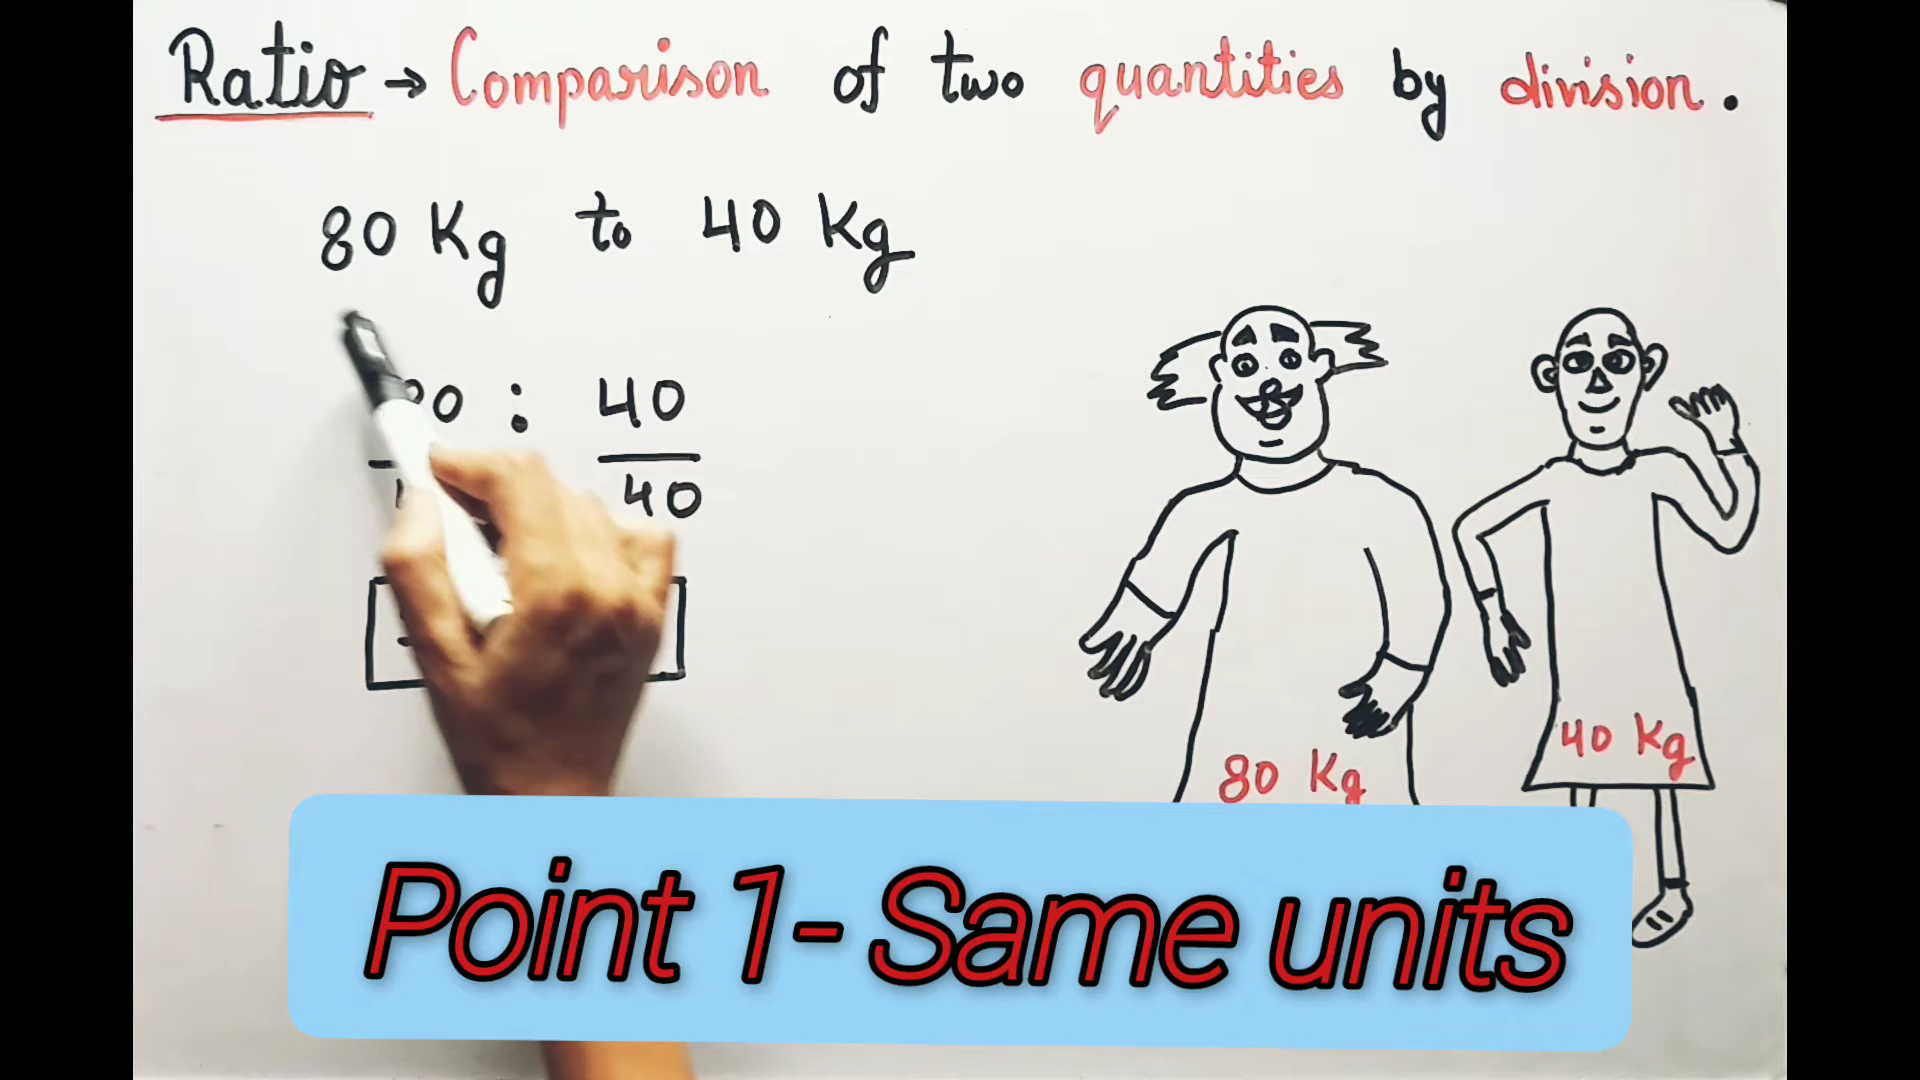 Ratio → Comparison of two quantities by division.
80 Kg to 40 Kg
0 : 40
40
80 Kg
40 Kg
Point 1- Same units